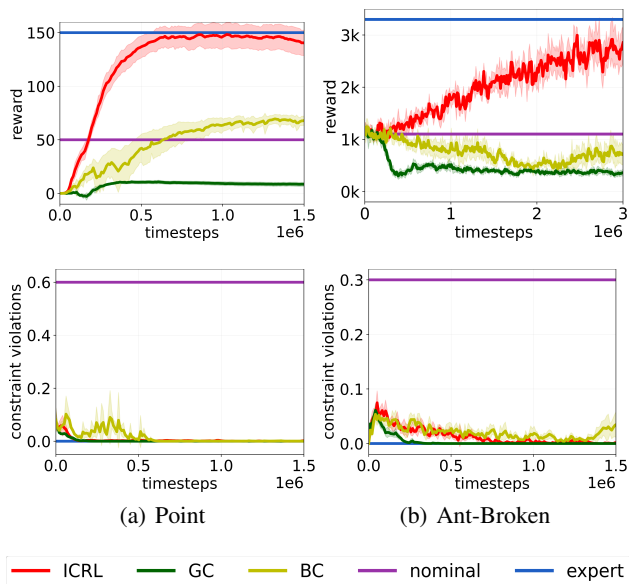 150
100
50
0
reward
0.0
0.5
1.0
1.5
timesteps
1e6
3k
2k
1k
0k
reward
0
1
2
3
timesteps
1e6
0.6
0.4
0.2
0.0
constraint violations
0.0
0.5
1.0
1.5
timesteps
1e6
0.3
0.2
0.1
0.0
constraint violations
0.0
0.5
1.0
1.5
timesteps
1e6
(a) Point
(b) Ant-Broken
ICRL GC BC nominal expert